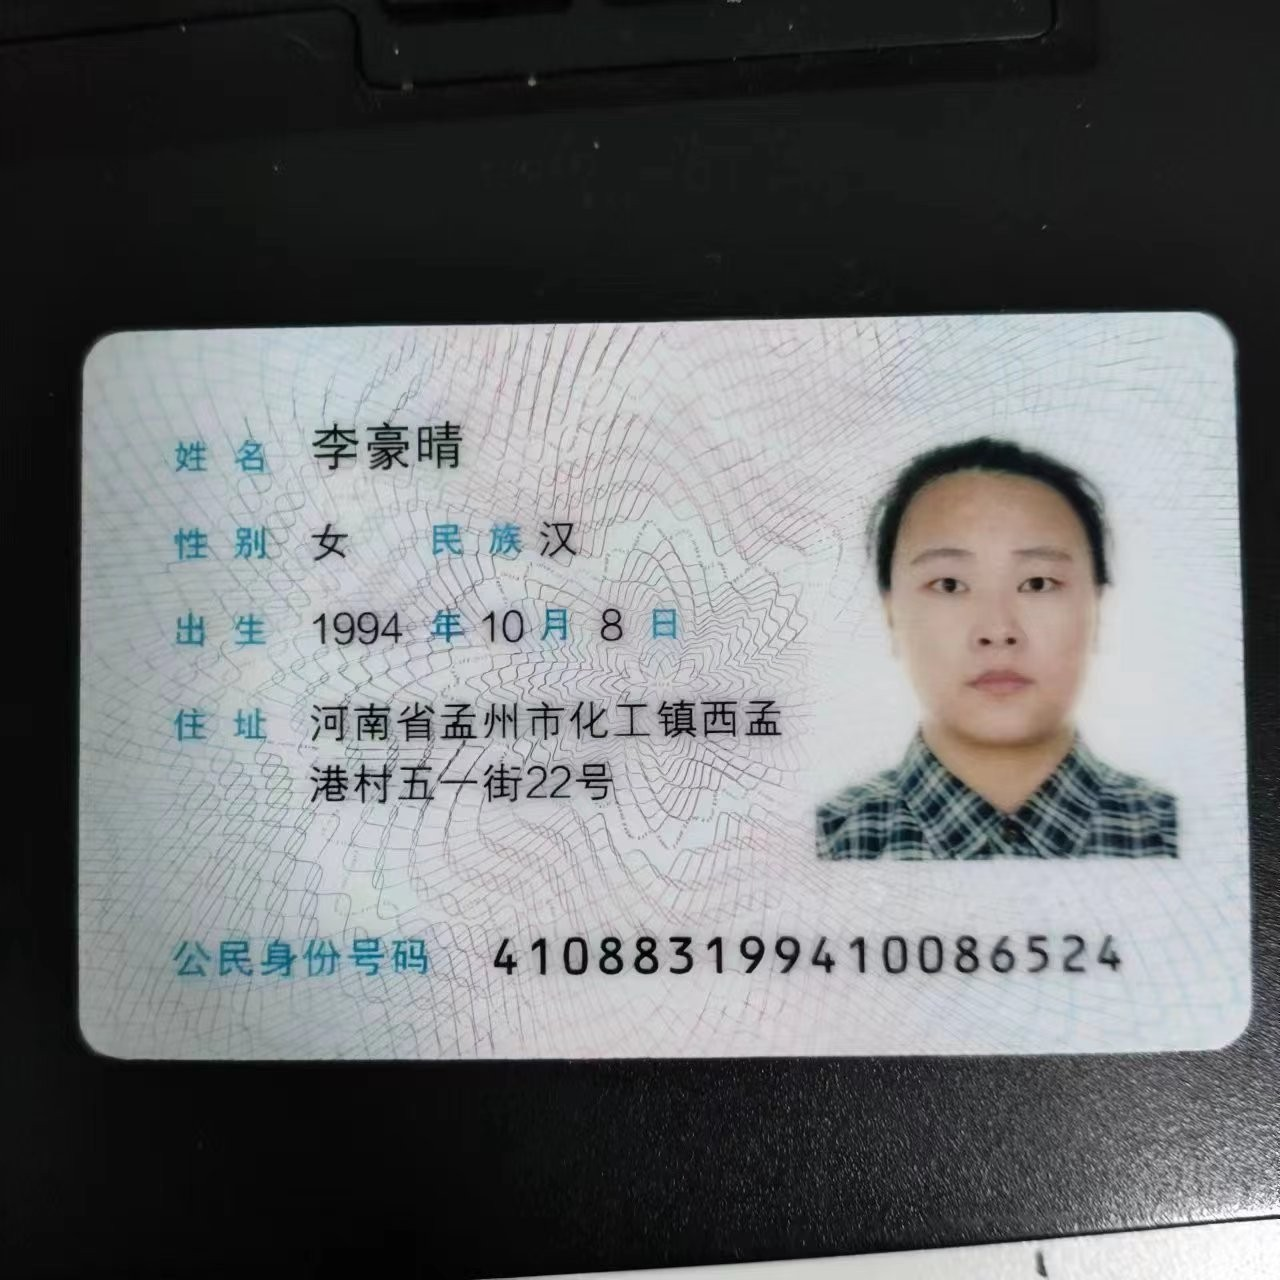 姓名 李豪晴
性别 女 民族 汉
出生 1994 年 10 月 8 日
住址 河南省孟州市化工镇西孟
港村五一街22号
公民身份号码 410883199410086524